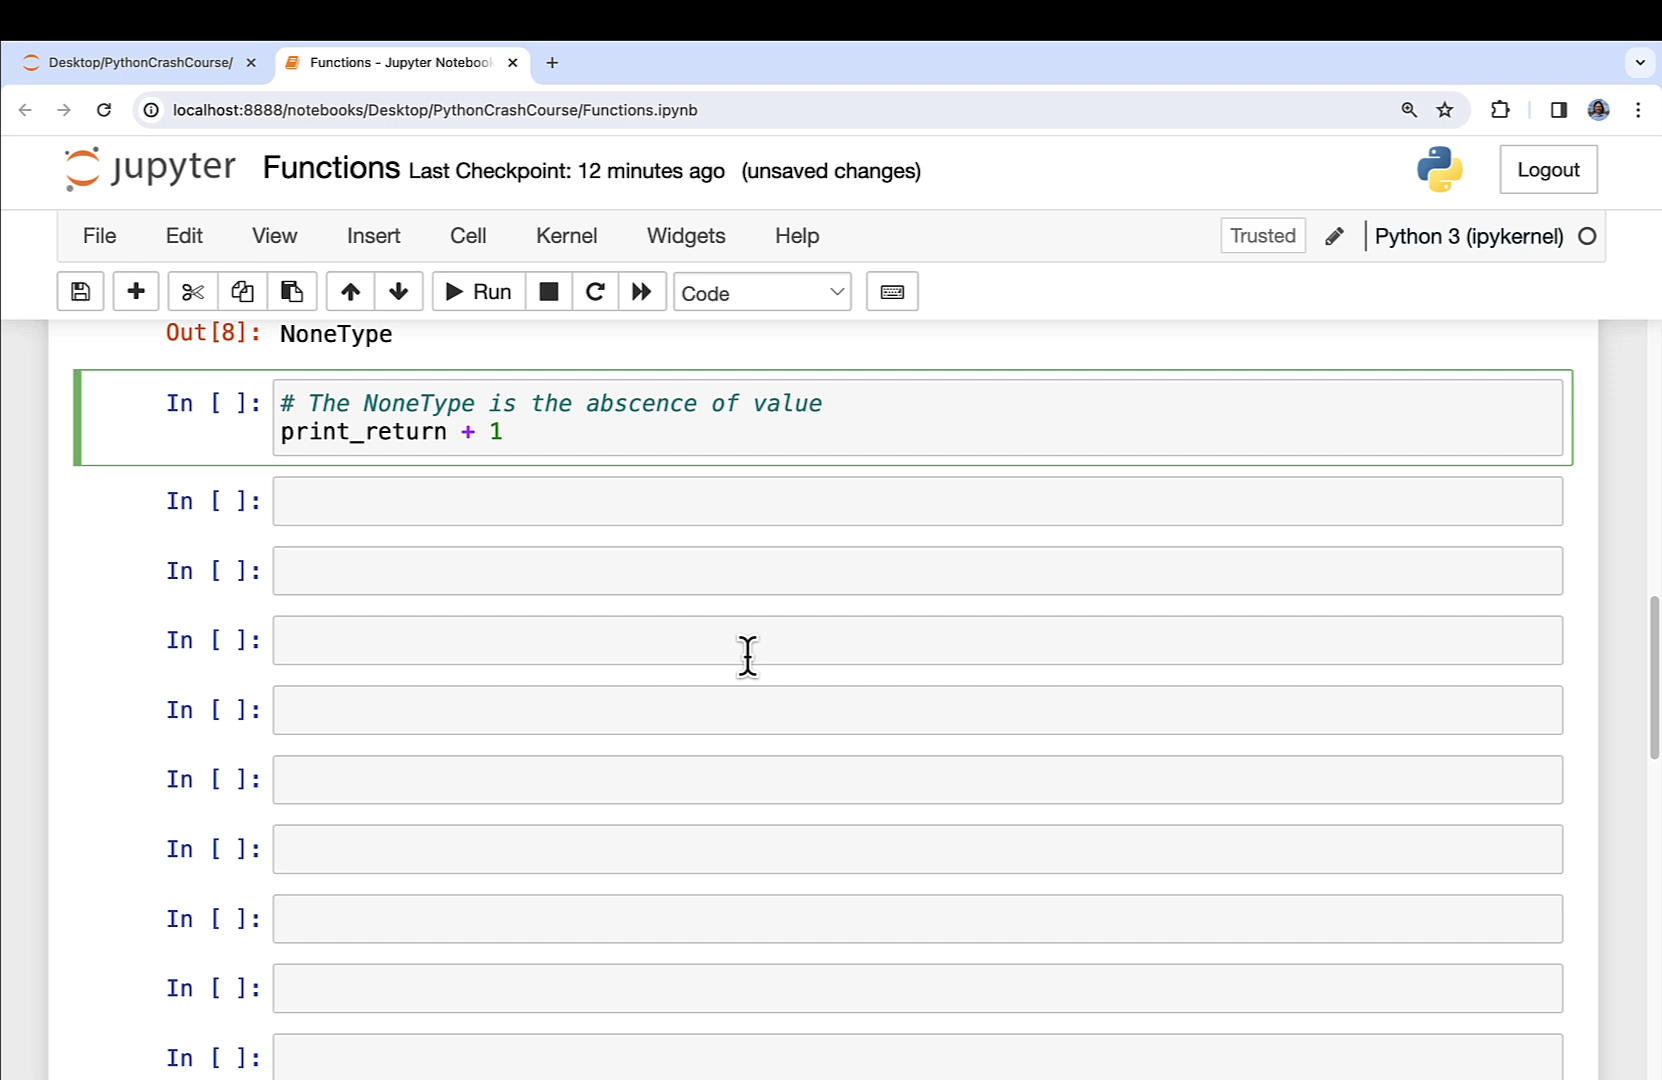 Desktop/PythonCrashCourse/
Functions - Jupyter Notebook
localhost:8888/notebooks/Desktop/PythonCrashCourse/Functions.ipynb
jupyter Functions Last Checkpoint: 12 minutes ago (unsaved changes)
Logout
File Edit View Insert Cell Kernel Widgets Help
Trusted
Python 3 (ipykernel)
Run
Code
Out[8]: NoneType
In [ ]: # The NoneType is the abscence of value
print_return + 1
In [ ]:
In [ ]:
In [ ]:
In [ ]:
In [ ]:
In [ ]:
In [ ]:
In [ ]:
In [ ]: